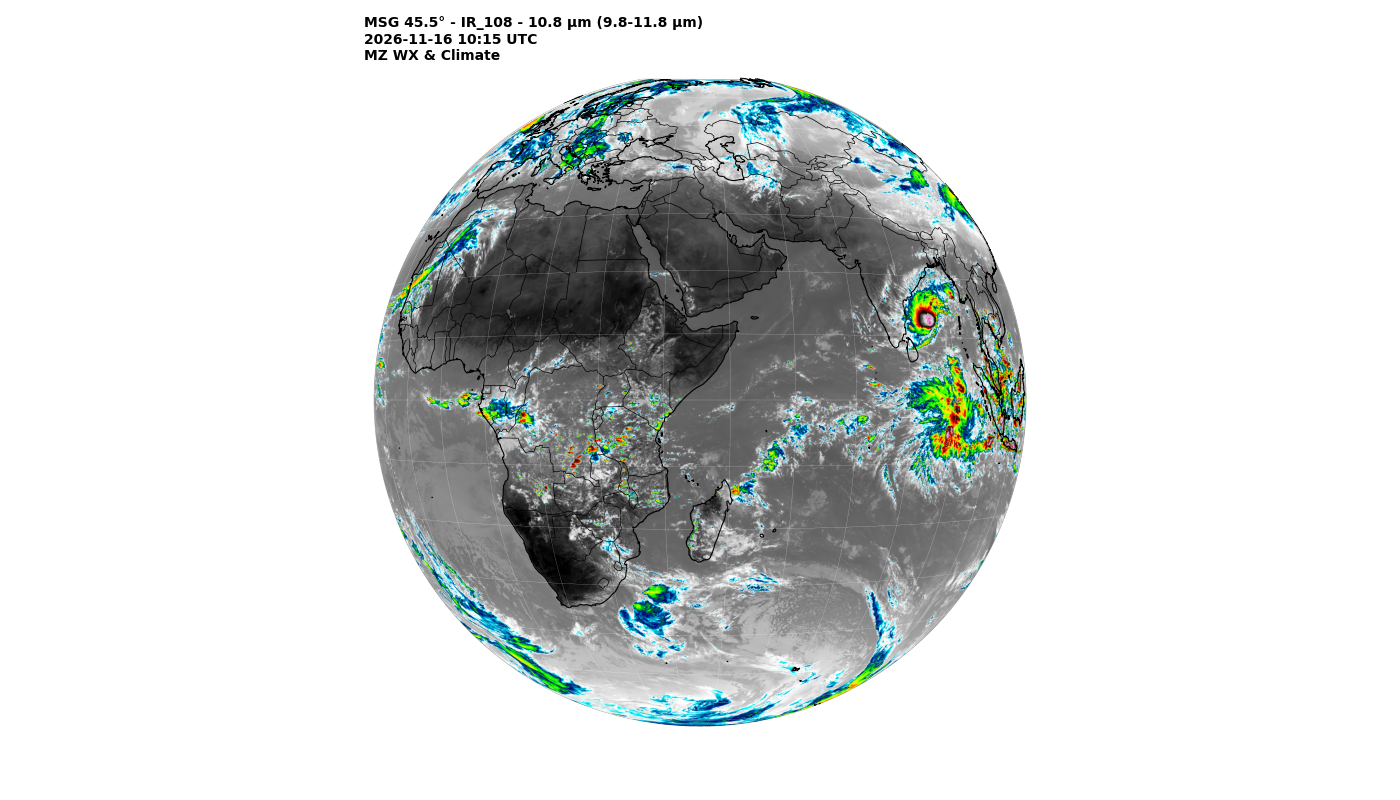 MSG 45.5° - IR_108 - 10.8 µm (9.8-11.8 µm)
2026-11-16 10:15 UTC
MZ WX & Climate